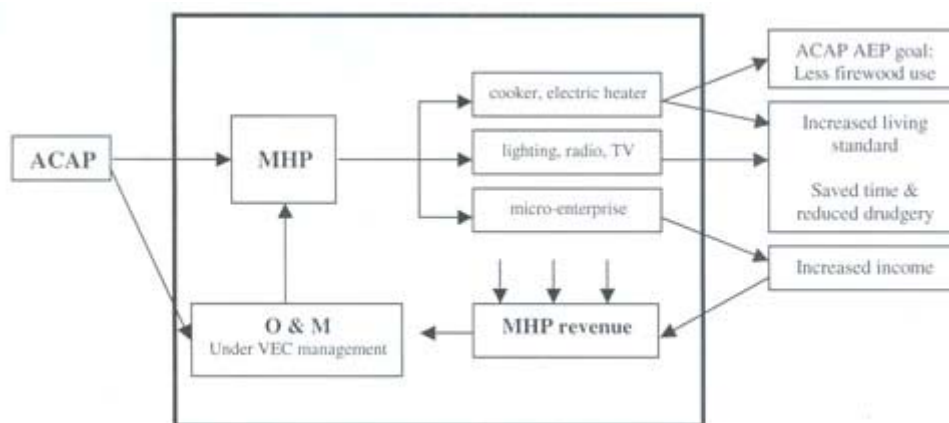 ACAP
MHP
O & M
Under VEC management
cooker, electric heater
lighting, radio, TV
micro-enterprise
MHP revenue
ACAP AEP goal:
Less firewood use
Increased living
standard
Saved time &
reduced drudgery
Increased income